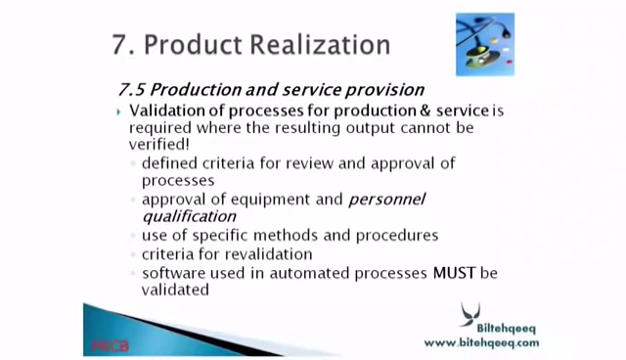 7. Product Realization
7.5 Production and service provision
Validation of processes for production & service is
required where the resulting output cannot be
verified!
defined criteria for review and approval of
processes
approval of equipment and personnel
qualification
use of specific methods and procedures
criteria for revalidation
software used in automated processes MUST be
validated
PECB
Biltehqeeq
www.biltehqeeq.com